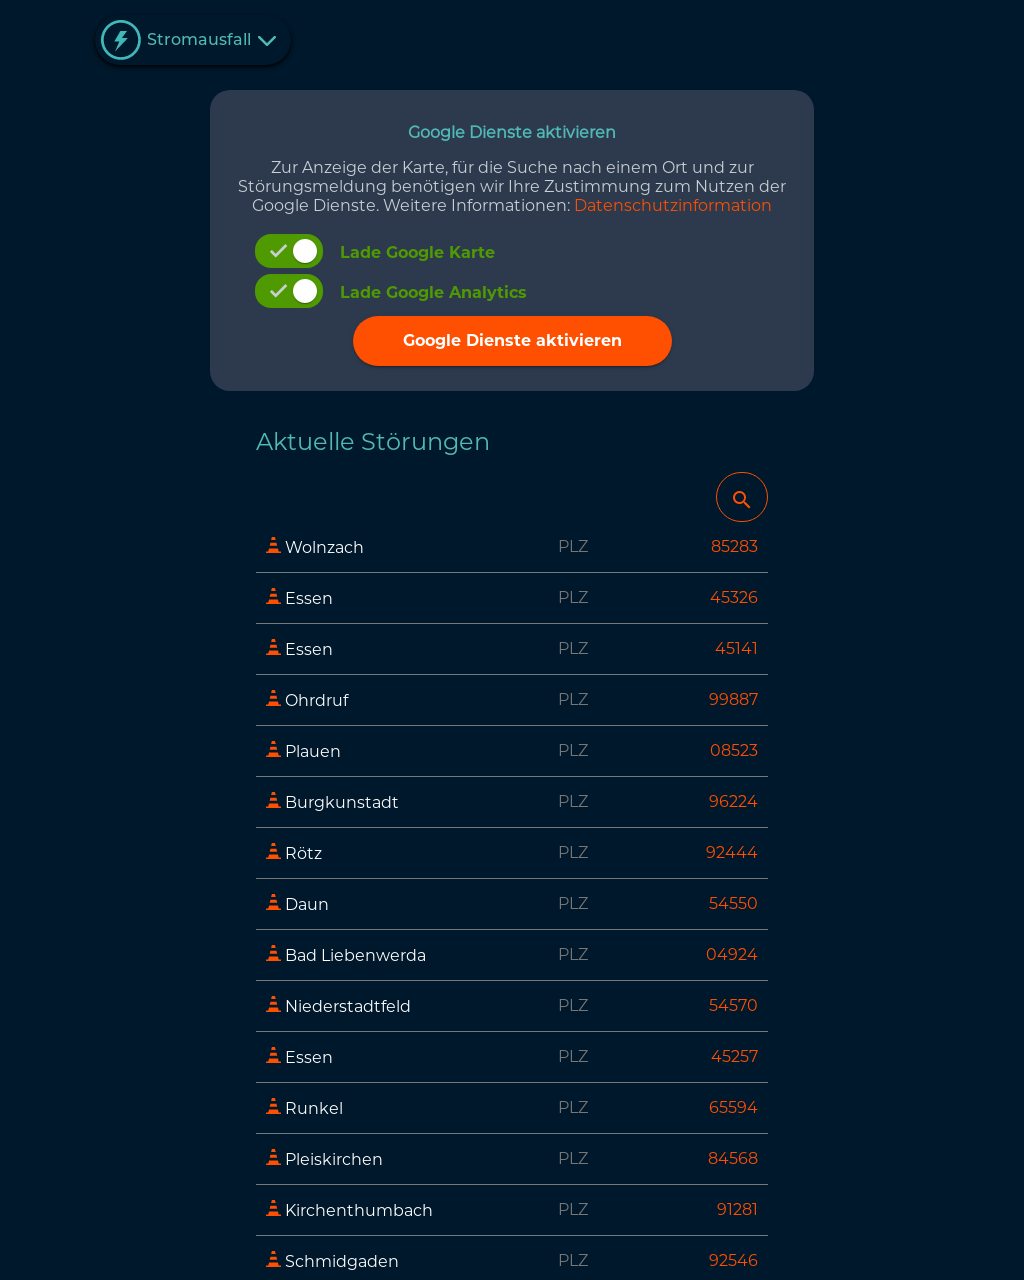 Stromausfall
Google Dienste aktivieren
Zur Anzeige der Karte, für die Suche nach einem Ort und zur
Störungsmeldung benötigen wir Ihre Zustimmung zum Nutzen der
Google Dienste. Weitere Informationen: Datenschutzinformation
Lade Google Karte
Lade Google Analytics
Google Dienste aktivieren
Aktuelle Störungen
Wolnzach PLZ 85283
Essen PLZ 45326
Essen PLZ 45141
Ohrdruf PLZ 99887
Plauen PLZ 08523
Burgkunstadt PLZ 96224
Rötz PLZ 92444
Daun PLZ 54550
Bad Liebenwerda PLZ 04924
Niederstadtfeld PLZ 54570
Essen PLZ 45257
Runkel PLZ 65594
Pleiskirchen PLZ 84568
Kirchenthumbach PLZ 91281
Schmidgaden PLZ 92546